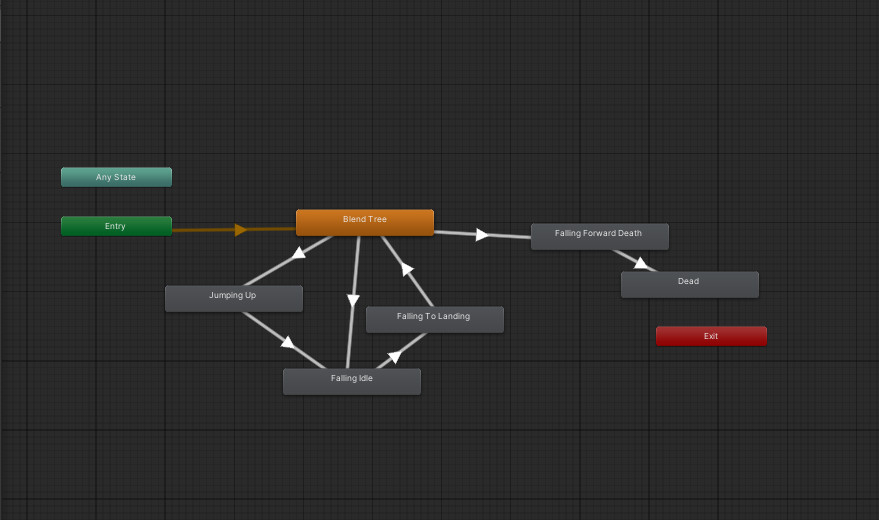 Any State
Entry
Blend Tree
Falling Forward Death
Dead
Jumping Up
Falling To Landing
Exit
Falling Idle